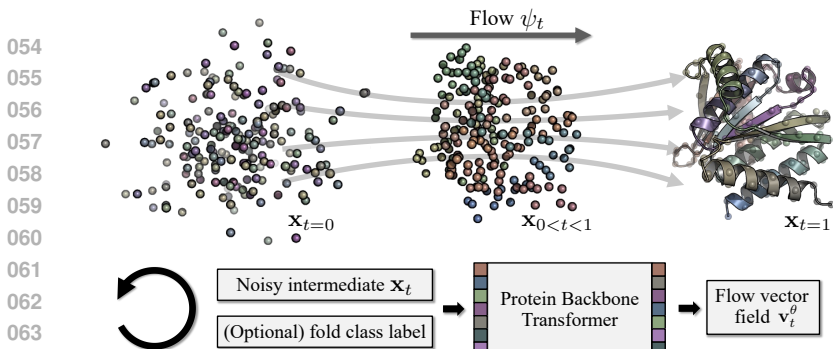 Flow ψ_t
054
055
056
057
058
059
060
061
062
063
x_{t=0}
x_{0<t<1}
x_{t=1}
Noisy intermediate x_t
(Optional) fold class label
Protein Backbone
Transformer
Flow vector
field v_t^θ